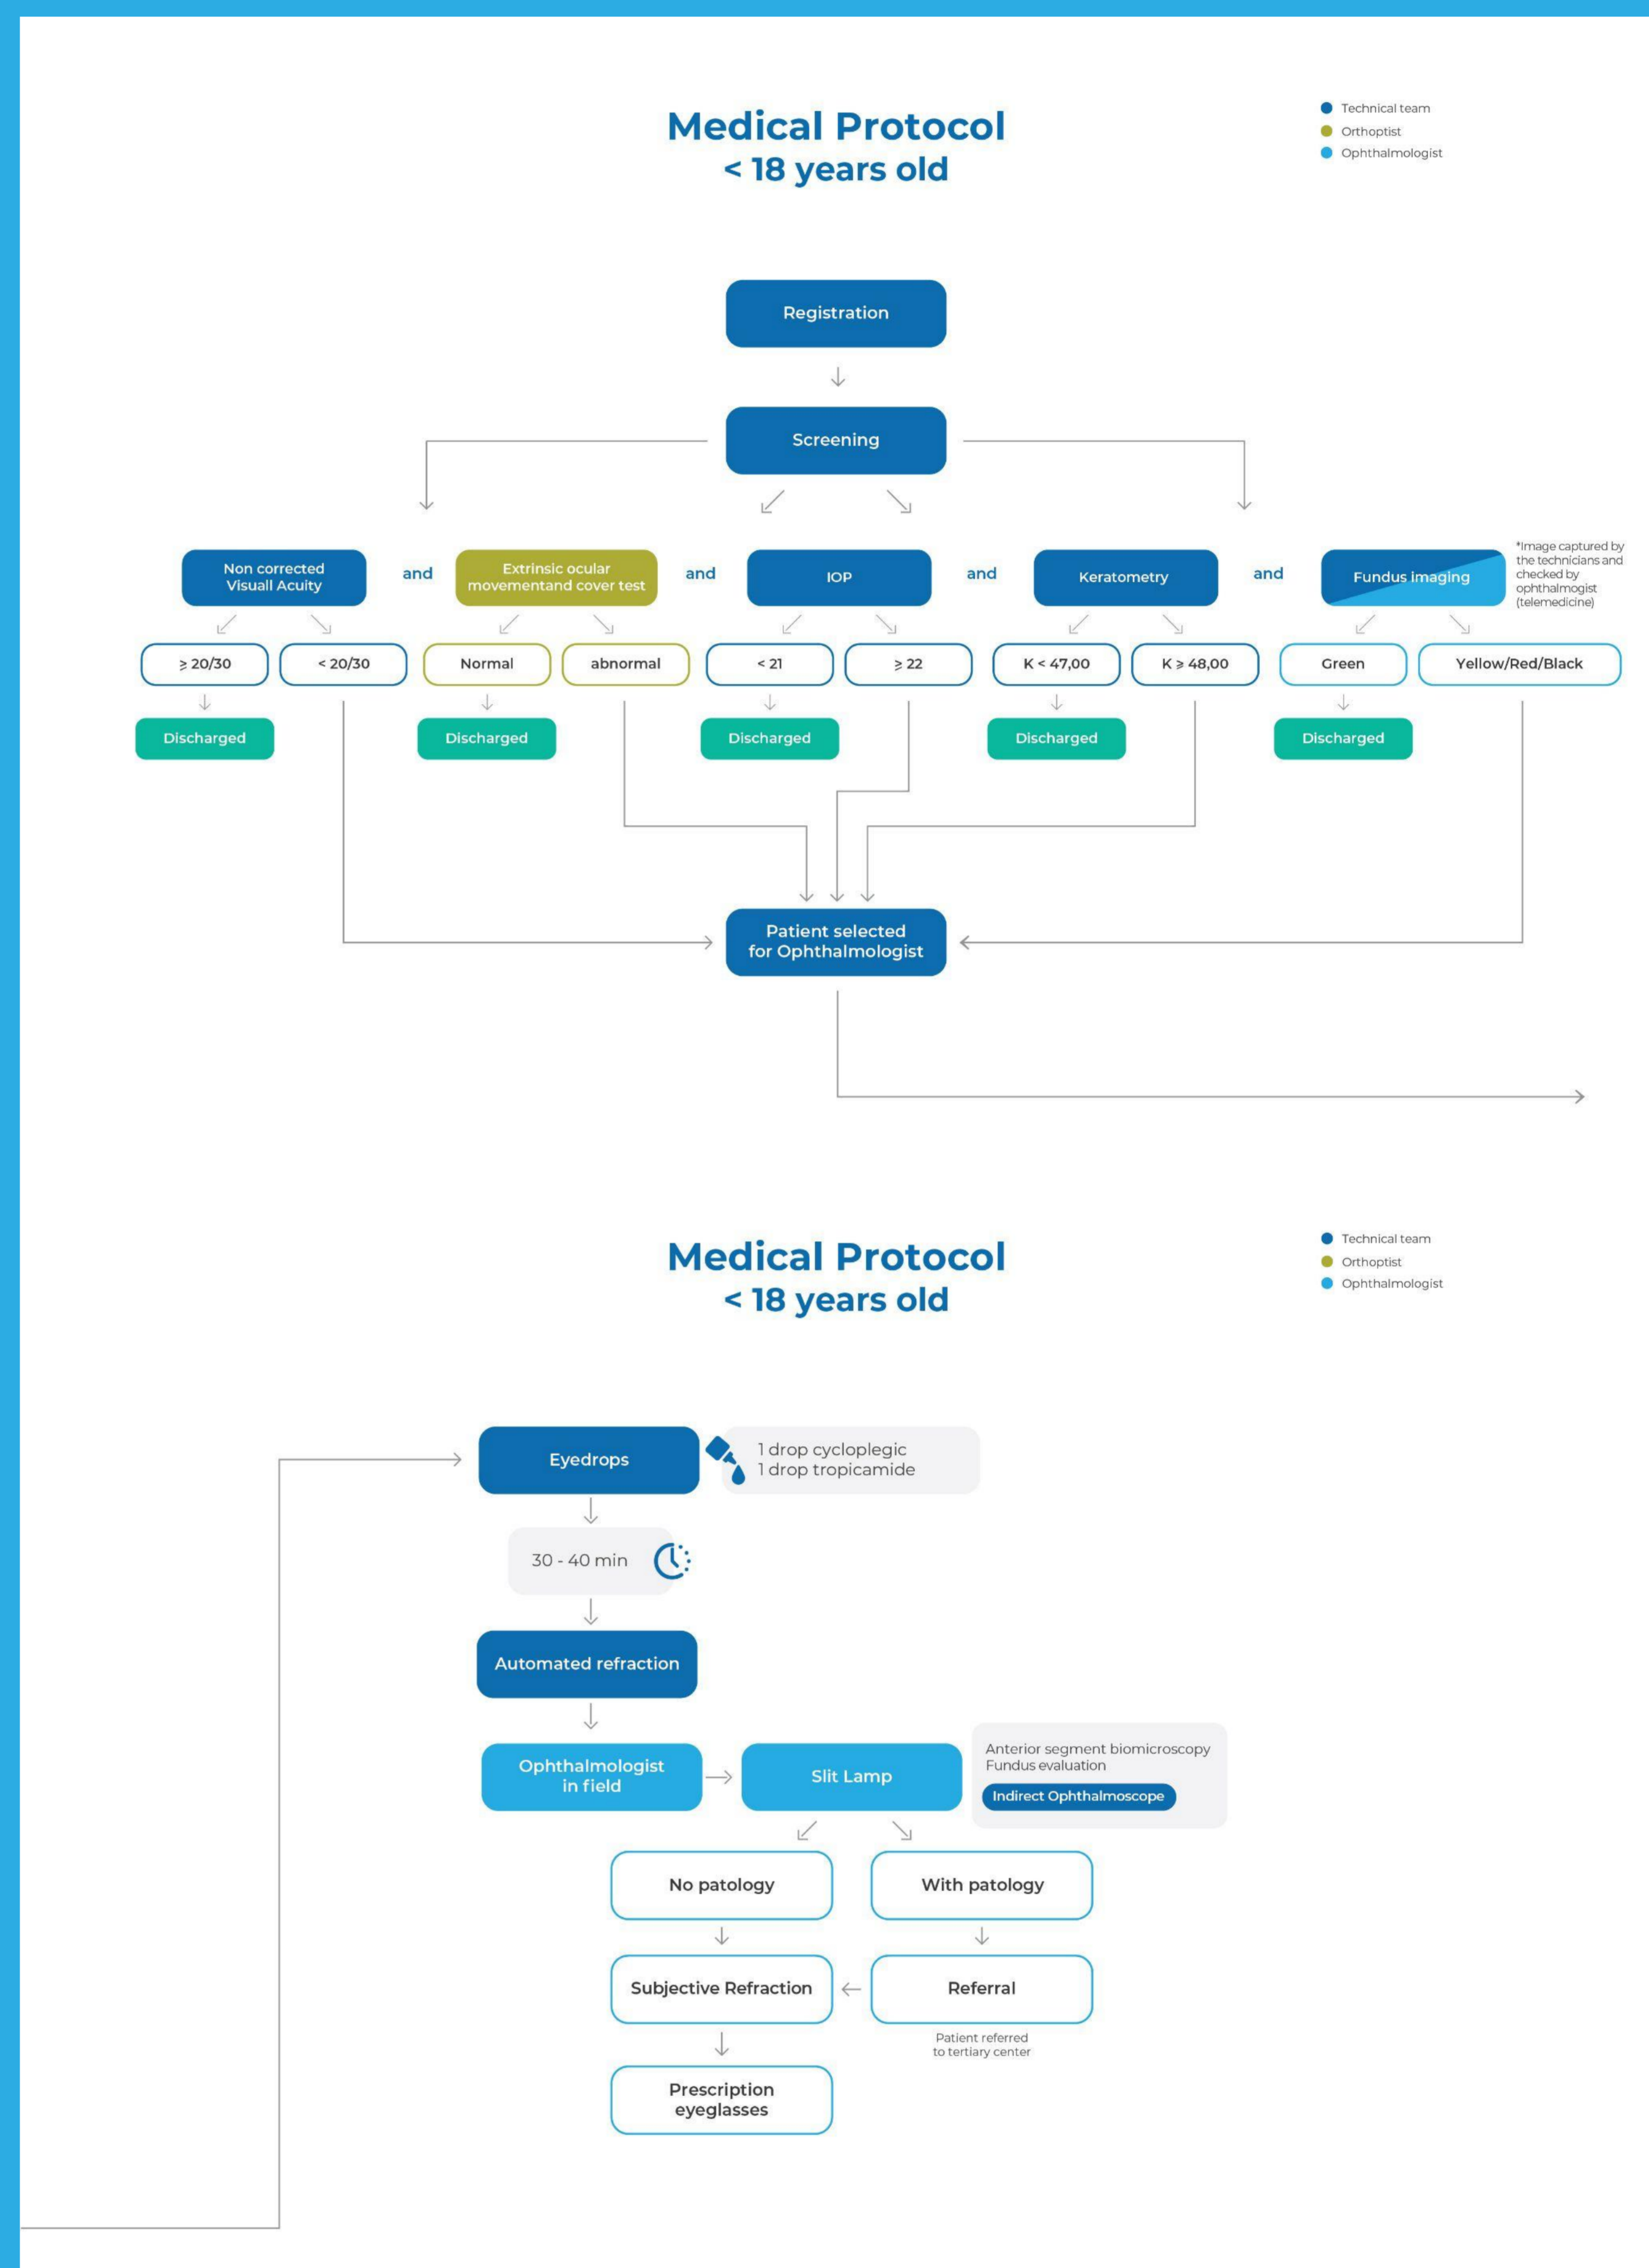 Medical Protocol
< 18 years old
Technical team
Orthoptist
Ophthalmologist
Registration
Screening
Non corrected
Visuall Acuity
and
Extrinsic ocular
movementand cover test
and
IOP
and
Keratometry
and
Fundus imaging
*Image captured by
the technicians and
checked by
ophthalmogist
(telemedicine)
⩾ 20/30
< 20/30
Normal
abnormal
< 21
⩾ 22
K < 47,00
K ⩾ 48,00
Green
Yellow/Red/Black
Discharged
Discharged
Discharged
Discharged
Discharged
Patient selected
for Ophthalmologist
Medical Protocol
< 18 years old
Technical team
Orthoptist
Ophthalmologist
Eyedrops
1 drop cycloplegic
1 drop tropicamide
30 - 40 min
Automated refraction
Ophthalmologist
in field
Slit Lamp
Anterior segment biomicroscopy
Fundus evaluation
Indirect Ophthalmoscope
No patology
With patology
Subjective Refraction
Referral
Patient referred
to tertiary center
Prescription
eyeglasses